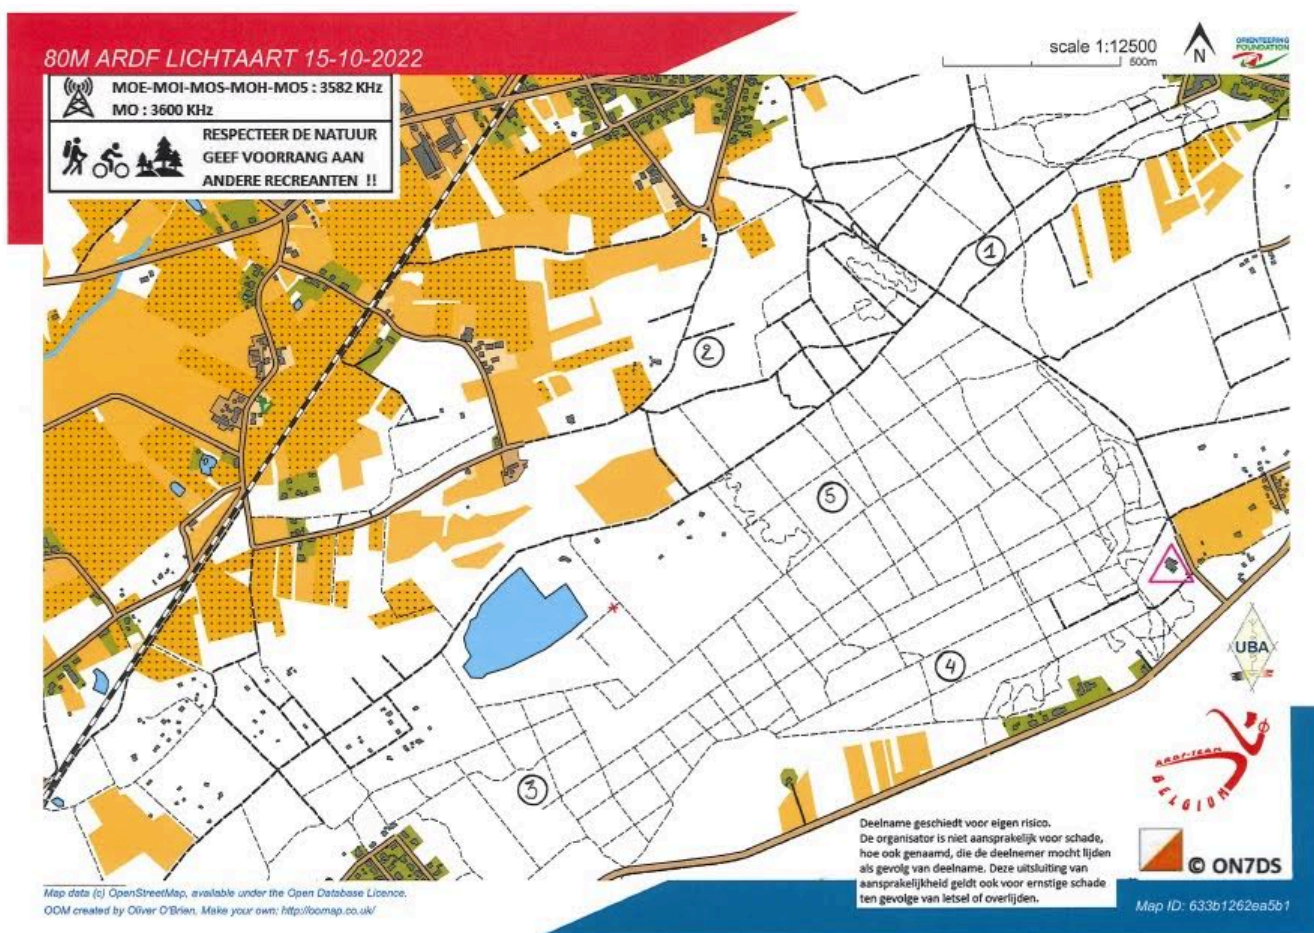 80M ARDF LICHTAART 15-10-2022
scale 1:12500
500m
N
ORIENTEERING
FOUNDATION
MOE-MOI-MOS-MOH-MO5 : 3582 KHz
MO : 3600 KHz
RESPECTEER DE NATUUR
GEEF VOORRANG AAN
ANDERE RECREANTEN !!
1
2
5
4
3
UBA
ARDF-TEAM
BELGIUM
Deelname geschiedt voor eigen risico.
De organisator is niet aansprakelijk voor schade,
hoe ook genaamd, die de deelnemer mocht lijden
als gevolg van deelname. Deze uitsluiting van
aansprakelijkheid geldt ook voor ernstige schade
ten gevolge van letsel of overlijden.
© ON7DS
Map data (c) OpenStreetMap, available under the Open Database Licence.
OOM created by Oliver O'Brien. Make your own: http://oomap.co.uk/
Map ID: 633b1262ea5b1